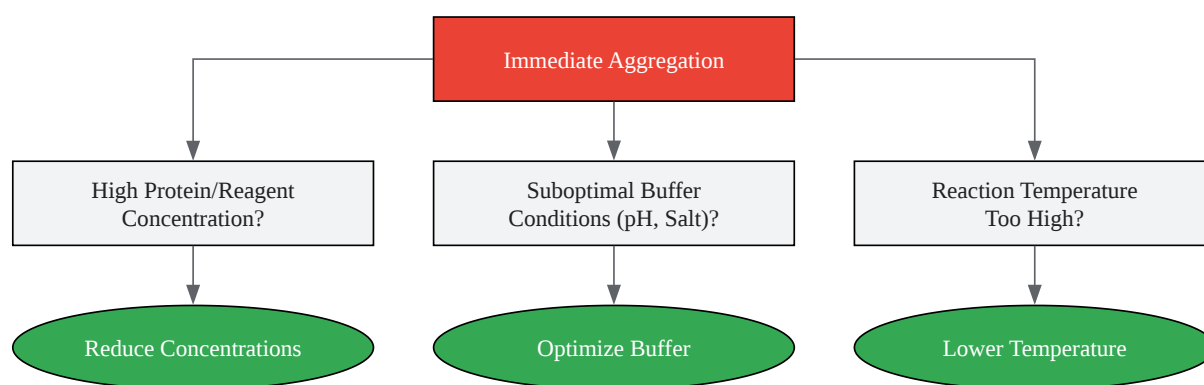 Immediate Aggregation
High Protein/Reagent
Concentration?
Suboptimal Buffer
Conditions (pH, Salt)?
Reaction Temperature
Too High?
Reduce Concentrations
Optimize Buffer
Lower Temperature